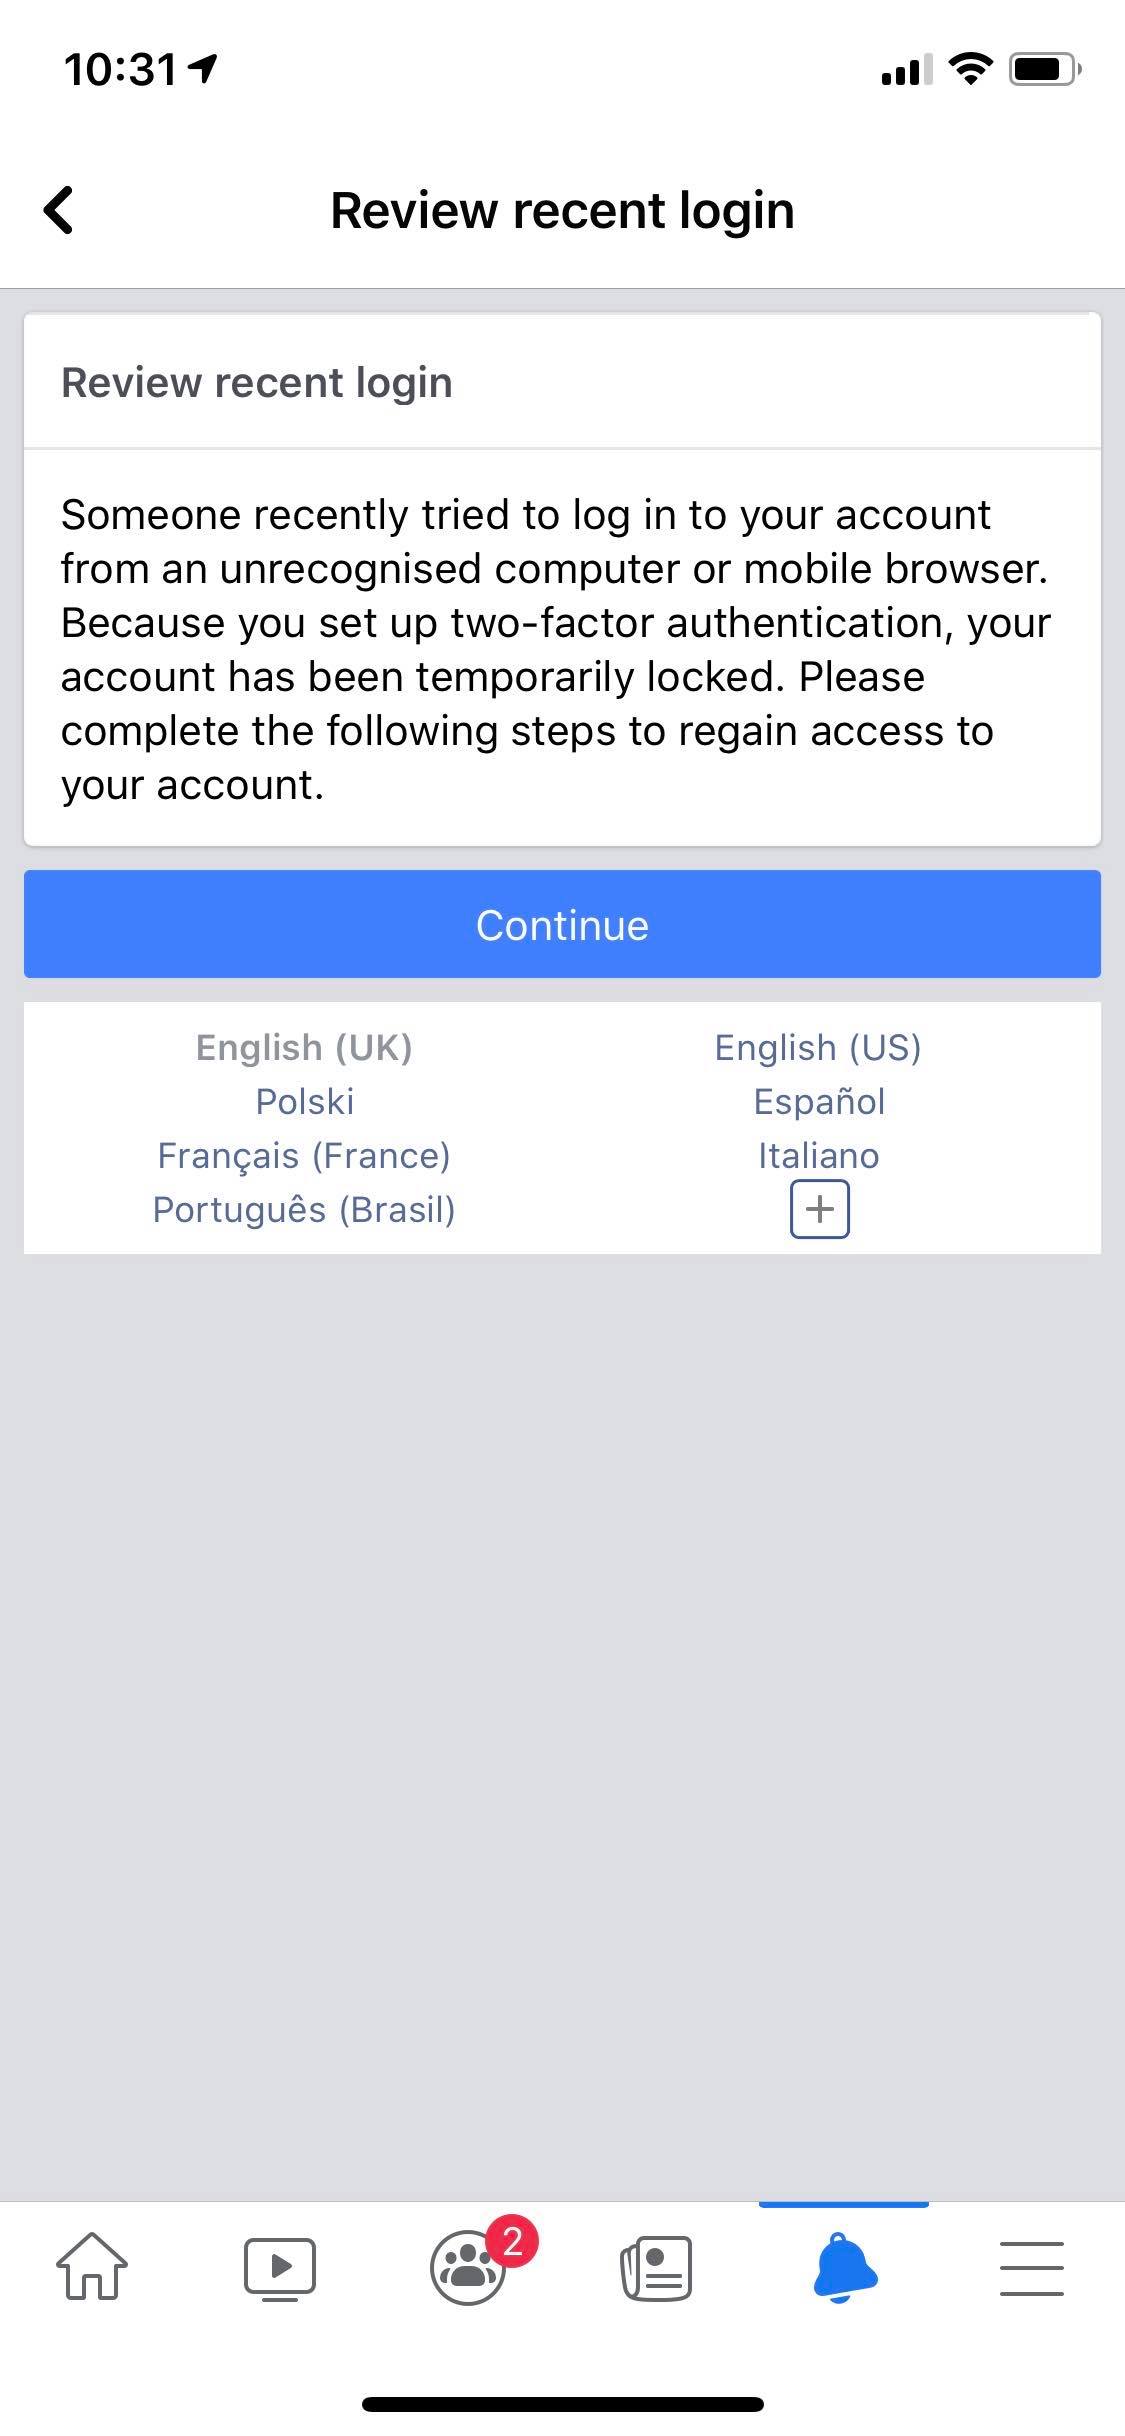 10:31
Review recent login
Review recent login
Someone recently tried to log in to your account
from an unrecognised computer or mobile browser.
Because you set up two-factor authentication, your
account has been temporarily locked. Please
complete the following steps to regain access to
your account.
Continue
English (UK)
English (US)
Polski
Español
Français (France)
Italiano
Português (Brasil)
2